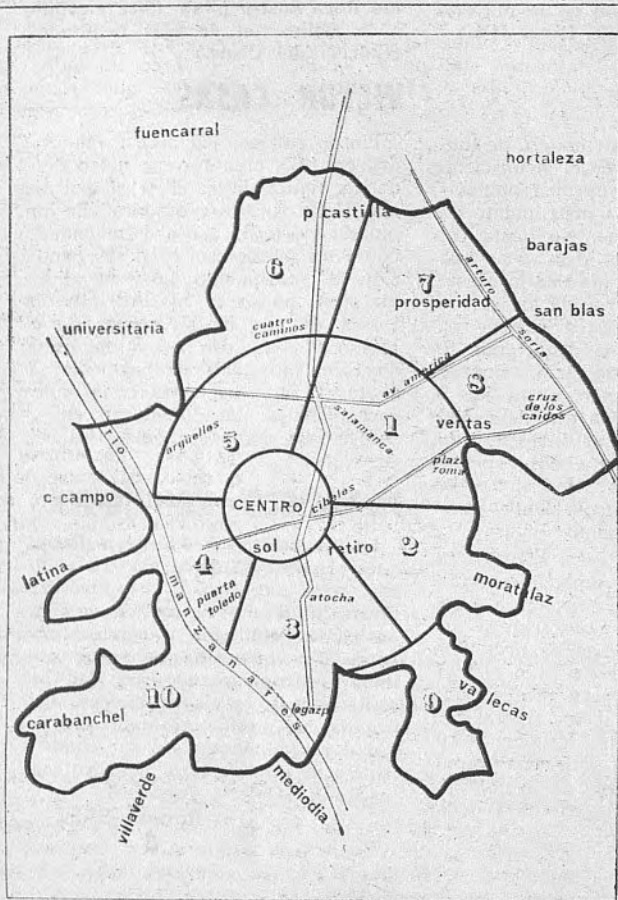 fuencarral
hortaleza
p castilla
barajas
6
7
arturo
prosperidad
san blas
universitaria
cuatro
caminos
soria
av. america
8
cruz
de los
caidos
salamanca
1
ventas
argüelles
5
plaza
roma
rio
c campo
CENTRO
cibeles
sol
retiro
2
latina
4
puerta
toledo
atocha
moratalaz
manzanares
3
10
legazpi
9
vallecas
carabanchel
villaverde
mediodia